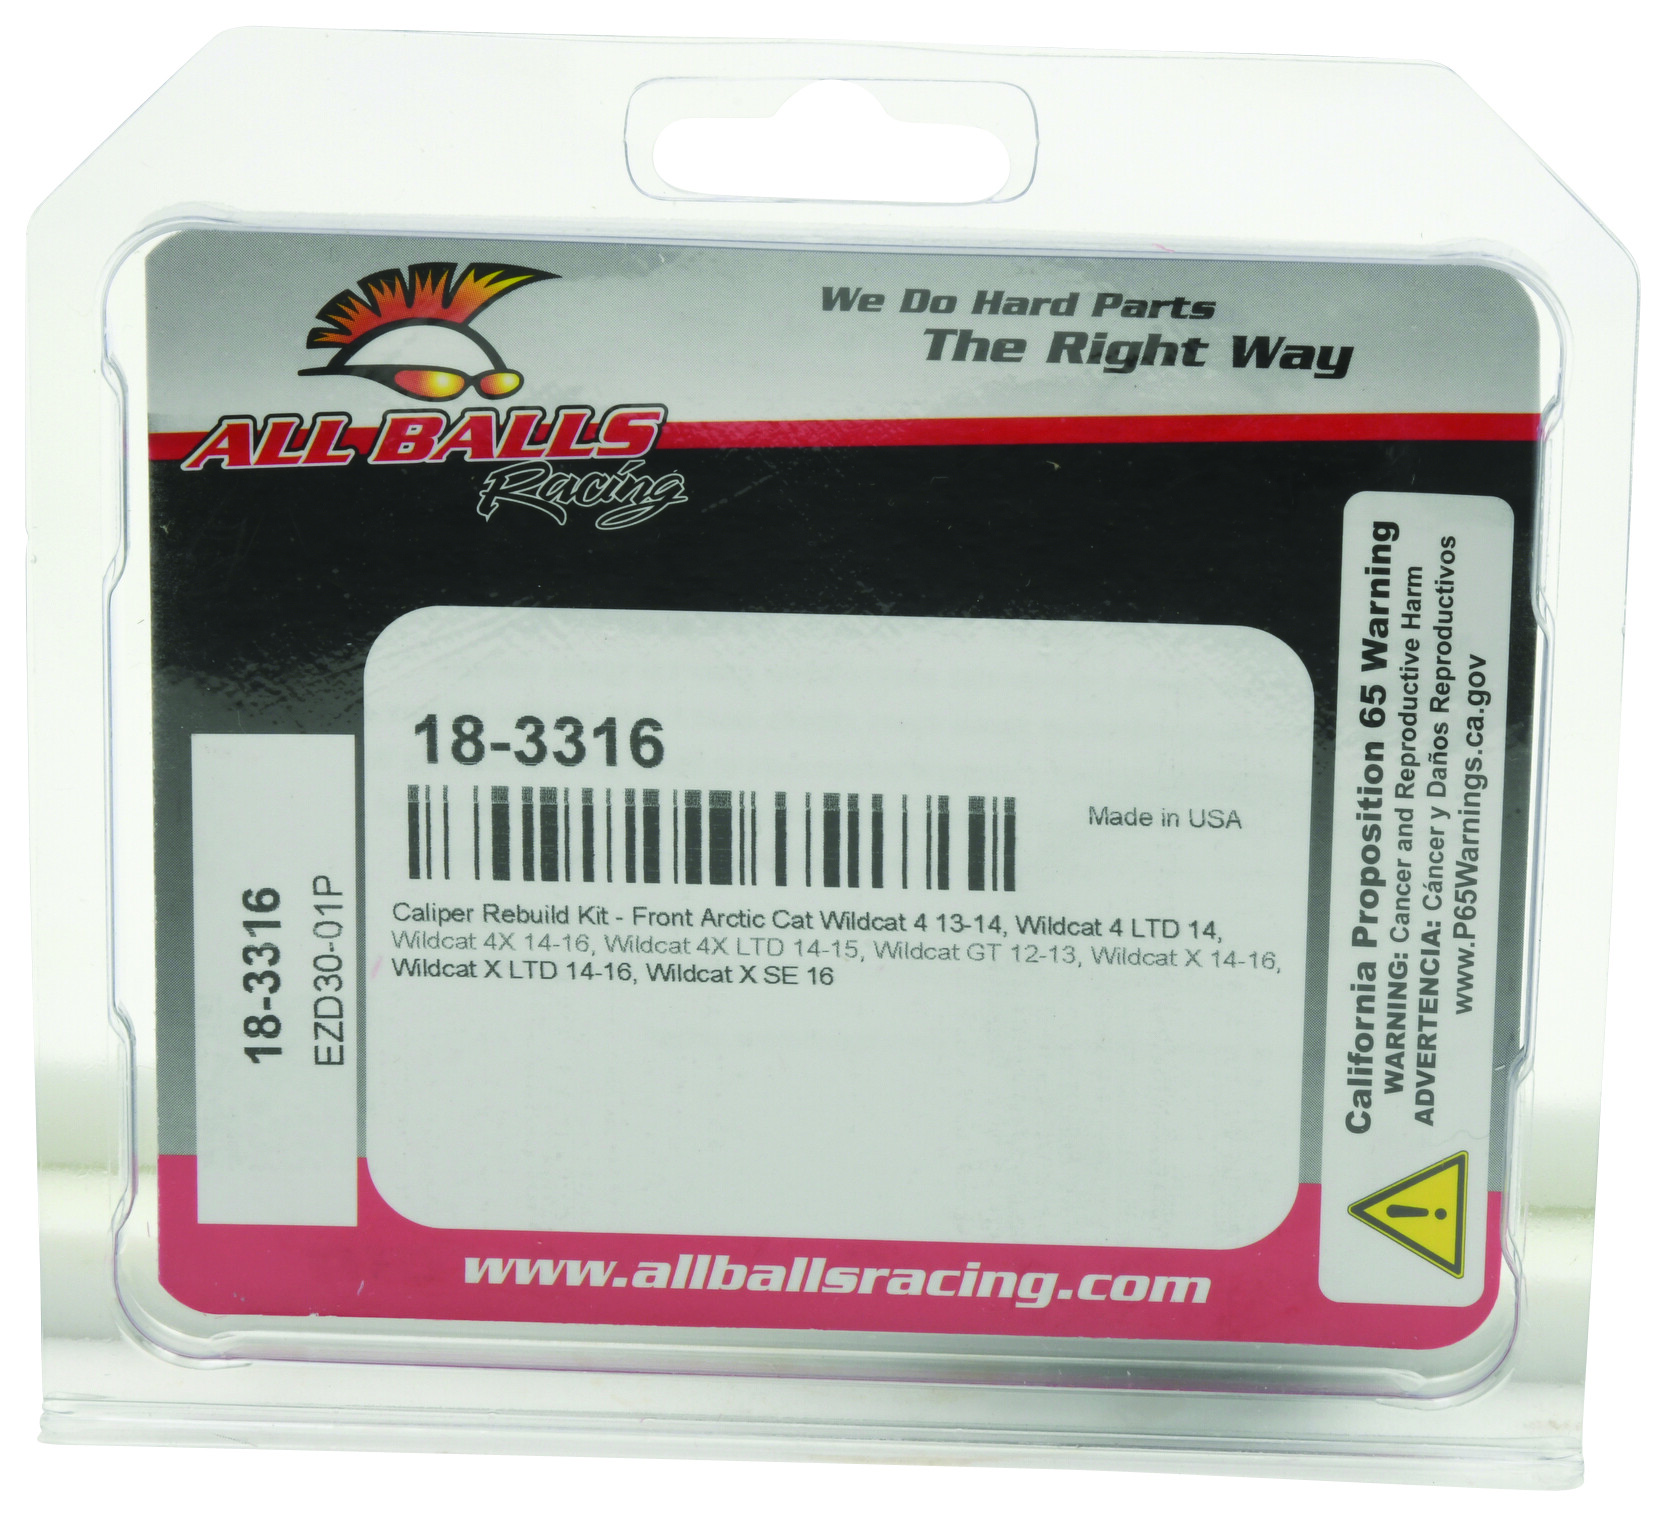 We Do Hard Parts
The Right Way
ALL BALLS
Racing
18-3316
Made in USA
Caliper Rebuild Kit - Front Arctic Cat Wildcat 4 13-14, Wildcat 4 LTD 14,
Wildcat 4X 14-16, Wildcat 4X LTD 14-15, Wildcat GT 12-13, Wildcat X 14-16,
Wildcat X LTD 14-16, Wildcat X SE 16
18-3316
EZD30-01P
California Proposition 65 Warning
WARNING: Cancer and Reproductive Harm
ADVERTENCIA: Cáncer y Daños Reproductivos
www.P65Warnings.ca.gov
www.allballsracing.com